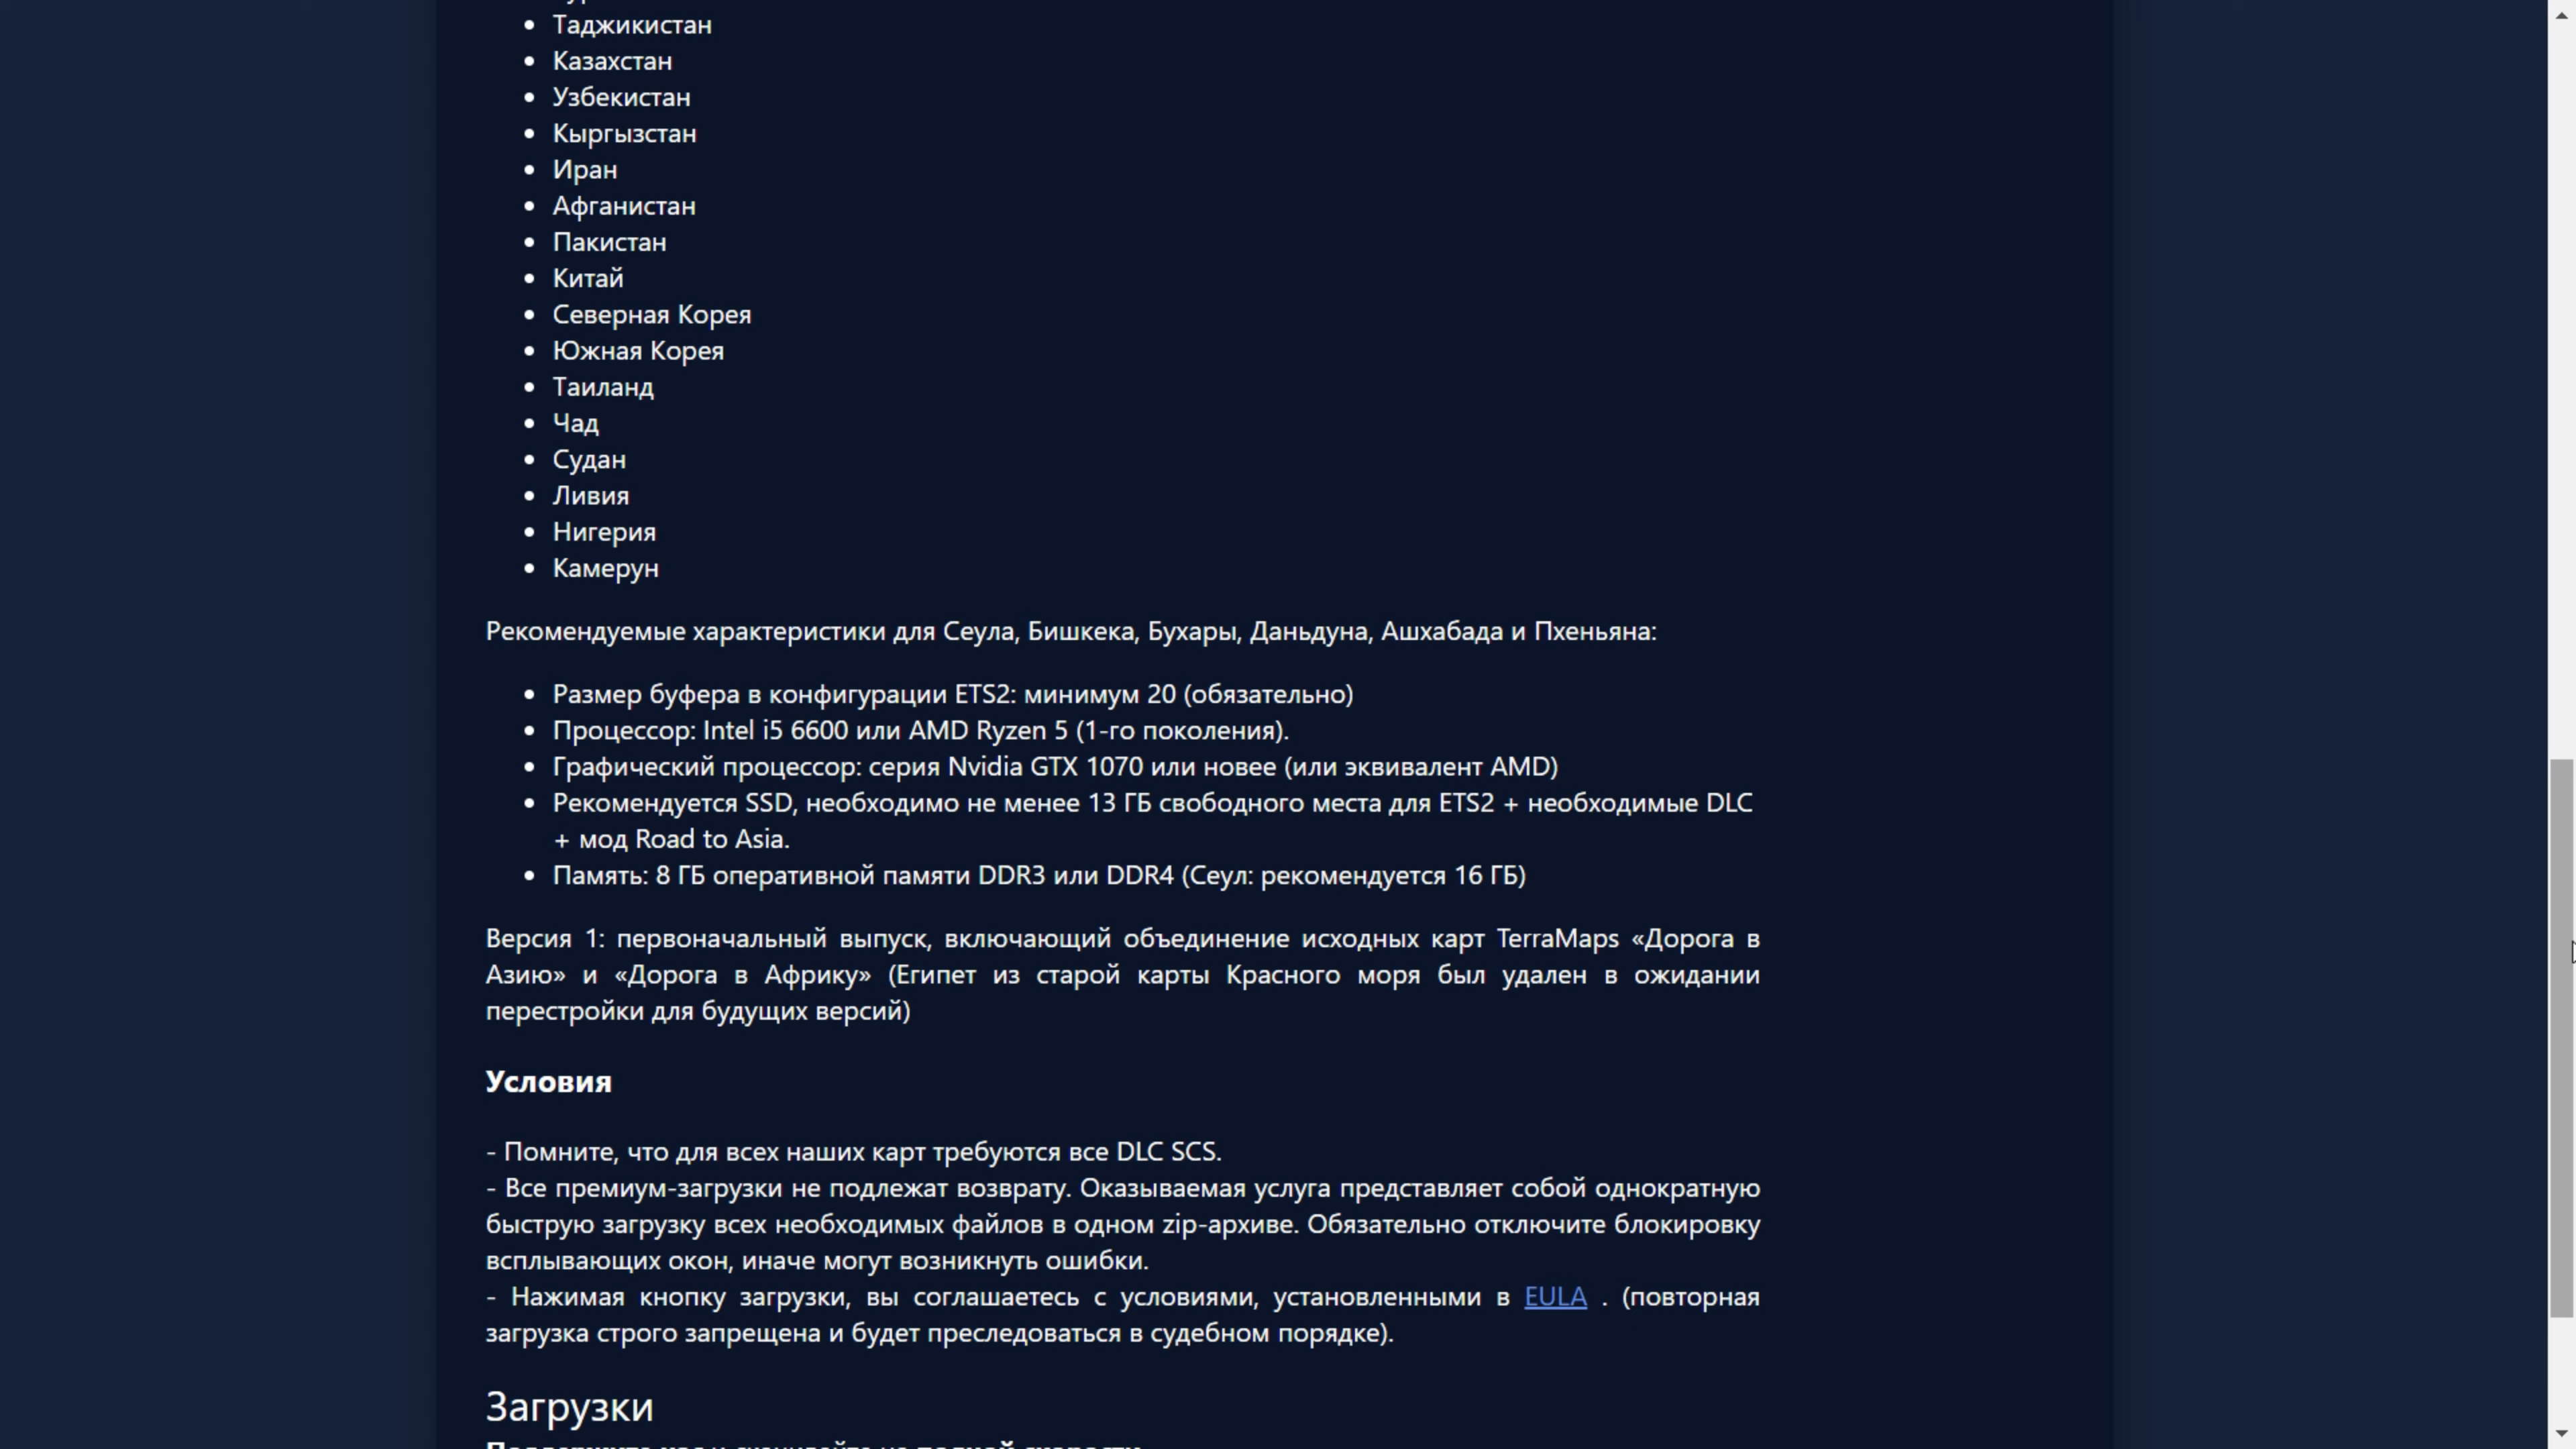 • Таджикистан
• Казахстан
• Узбекистан
• Кыргызстан
• Иран
• Афганистан
• Пакистан
• Китай
• Северная Корея
• Южная Корея
• Таиланд
• Чад
• Судан
• Ливия
• Нигерия
• Камерун
Рекомендуемые характеристики для Сеула, Бишкека, Бухары, Даньдуна, Ашхабада и Пхеньяна:
• Размер буфера в конфигурации ETS2: минимум 20 (обязательно)
• Процессор: Intel i5 6600 или AMD Ryzen 5 (1-го поколения).
• Графический процессор: серия Nvidia GTX 1070 или новее (или эквивалент AMD)
• Рекомендуется SSD, необходимо не менее 13 ГБ свободного места для ETS2 + необходимые DLC
+ мод Road to Asia.
• Память: 8 ГБ оперативной памяти DDR3 или DDR4 (Сеул: рекомендуется 16 ГБ)
Версия 1: первоначальный выпуск, включающий объединение исходных карт TerraMaps «Дорога в
Азию» и «Дорога в Африку» (Египет из старой карты Красного моря был удален в ожидании
перестройки для будущих версий)
Условия
- Помните, что для всех наших карт требуются все DLC SCS.
- Все премиум-загрузки не подлежат возврату. Оказываемая услуга представляет собой однократную
быструю загрузку всех необходимых файлов в одном zip-архиве. Обязательно отключите блокировку
всплывающих окон, иначе могут возникнуть ошибки.
- Нажимая кнопку загрузки, вы соглашаетесь с условиями, установленными в EULA . (повторная
загрузка строго запрещена и будет преследоваться в судебном порядке).
Загрузки